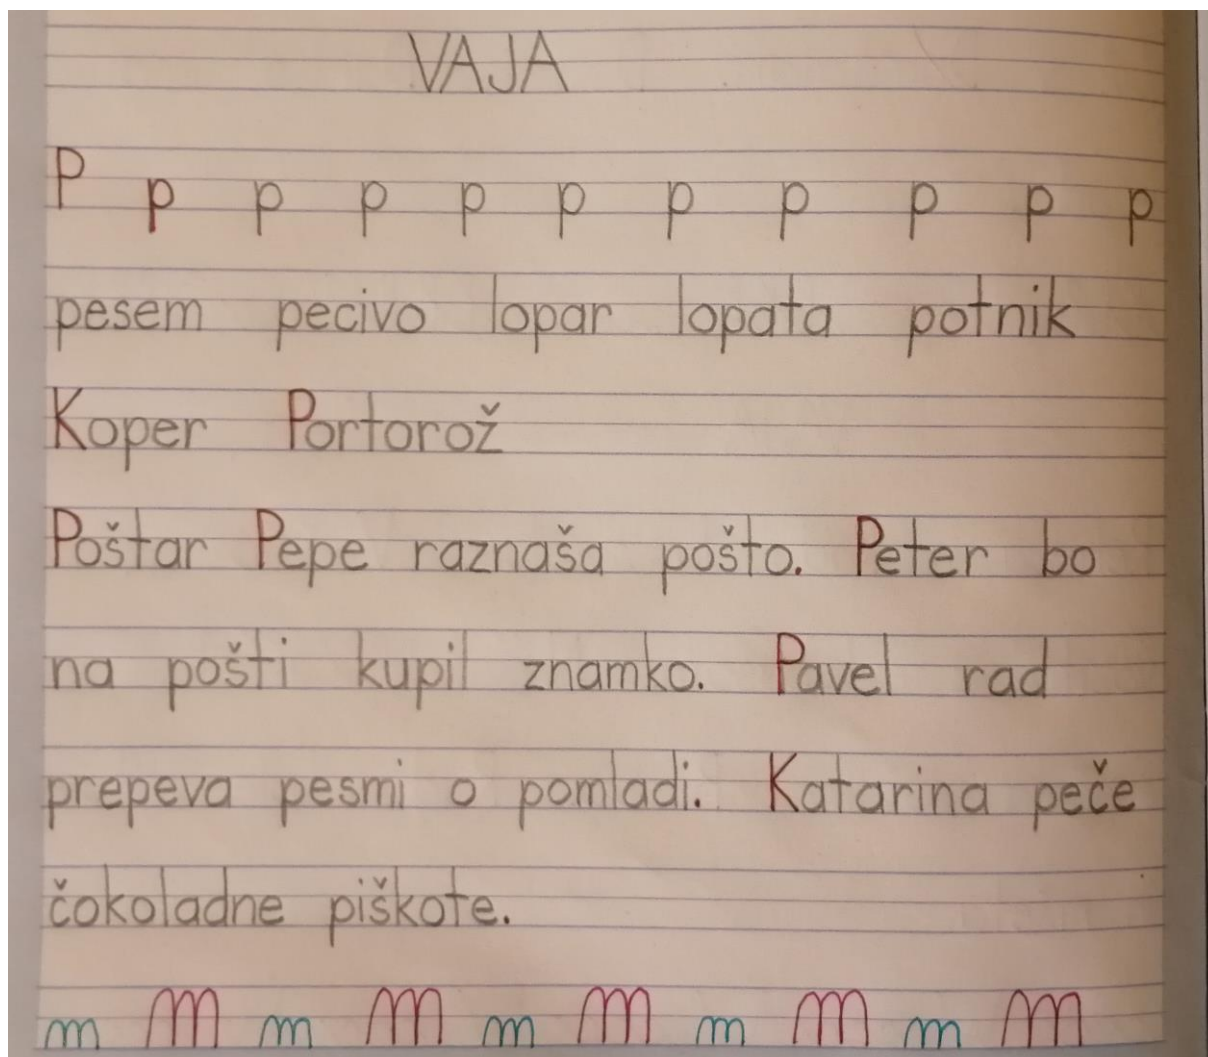 VAJA
P p p p p p p p p p p
pesem pecivo lopar lopata potnik
Koper Portorož
Poštar Pepe raznaša pošto. Peter bo
na pošti kupil znamko. Pavel rad
prepeva pesmi o pomladi. Katarina peče
čokoladne piškote.
m m m m m m m m m m